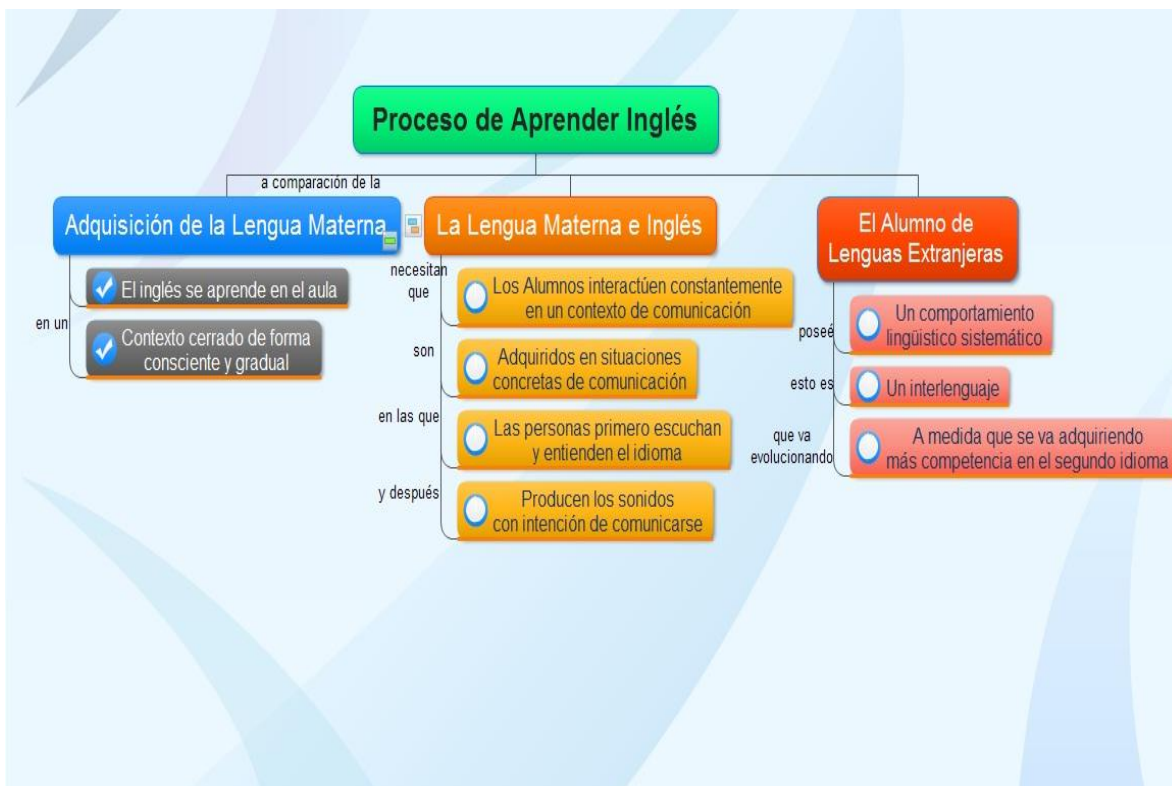 Proceso de Aprender Inglés
a comparación de la
Adquisición de la Lengua Materna
El inglés se aprende en el aula
en un
Contexto cerrado de forma
consciente y gradual
La Lengua Materna e Inglés
necesitan
que
Los Alumnos interactúen constantemente
en un contexto de comunicación
son
Adquiridos en situaciones
concretas de comunicación
en las que
Las personas primero escuchan
y entienden el idioma
y después
Producen los sonidos
con intención de comunicarse
El Alumno de
Lenguas Extranjeras
poseé
Un comportamiento
lingüistico sistemático
esto es
Un interlenguaje
que va
evolucionando
A medida que se va adquiriendo
más competencia en el segundo idioma